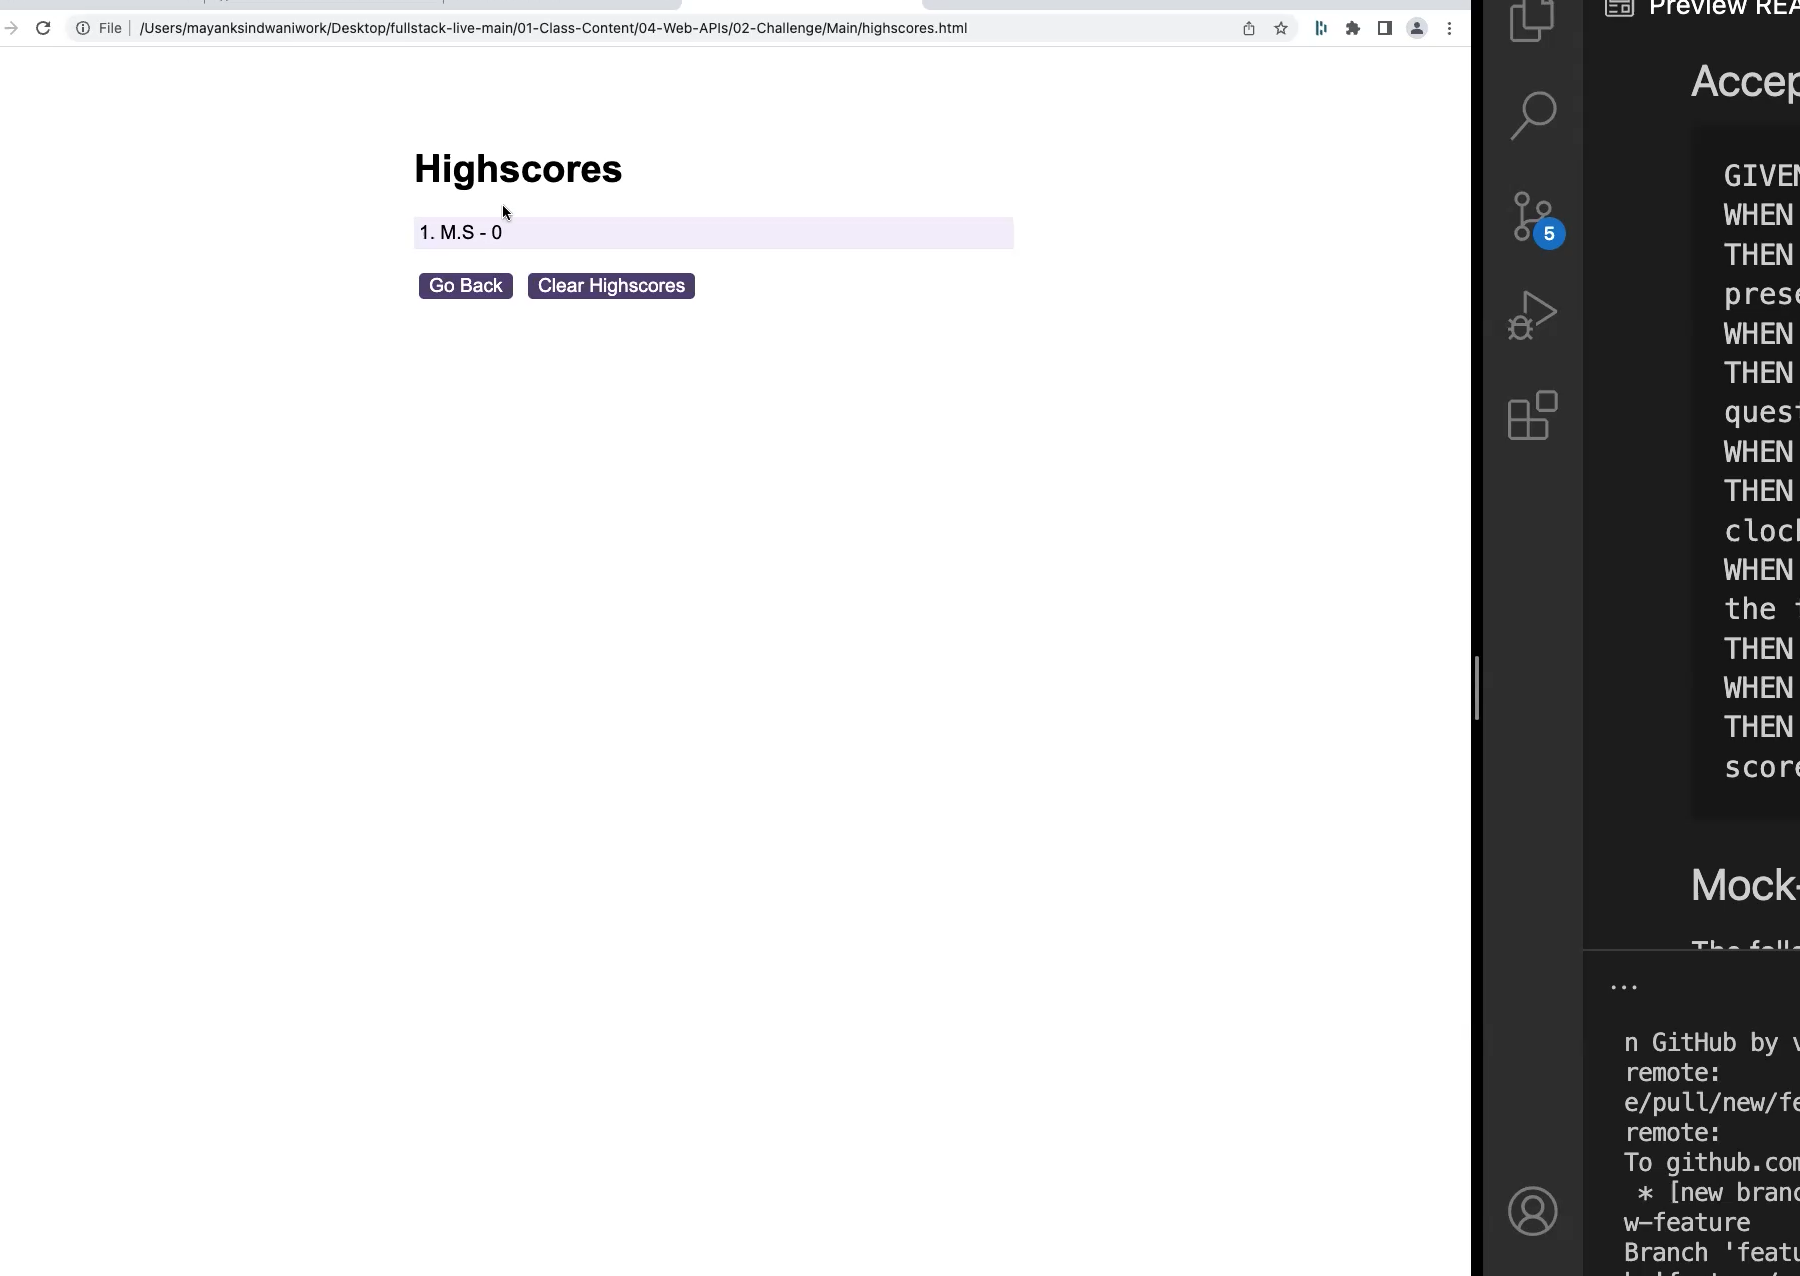 File
/Users/mayanksindwaniwork/Desktop/fullstack-live-main/01-Class-Content/04-Web-APIs/02-Challenge/Main/highscores.html
Highscores
1. M.S - 0
Go Back
Clear Highscores
5
Preview REA
Accep
GIVEN
WHEN
THEN
prese
WHEN
THEN
quest
WHEN
THEN
clock
WHEN
the
THEN
WHEN
THEN
score
Mock-
The follo
...
n GitHub by v
remote:
e/pull/new/fe
remote:
To github.com
* [new branc
w-feature
Branch 'featu